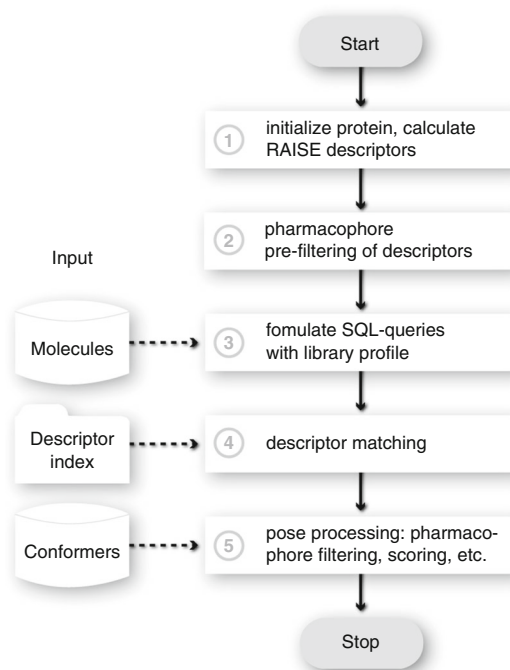 Start
1
initialize protein, calculate
RAISE descriptors
2
pharmacophore
pre-filtering of descriptors
Input
Molecules
3
fomulate SQL-queries
with library profile
Descriptor
index
4
descriptor matching
Conformers
5
pose processing: pharmaco-
phore filtering, scoring, etc.
Stop